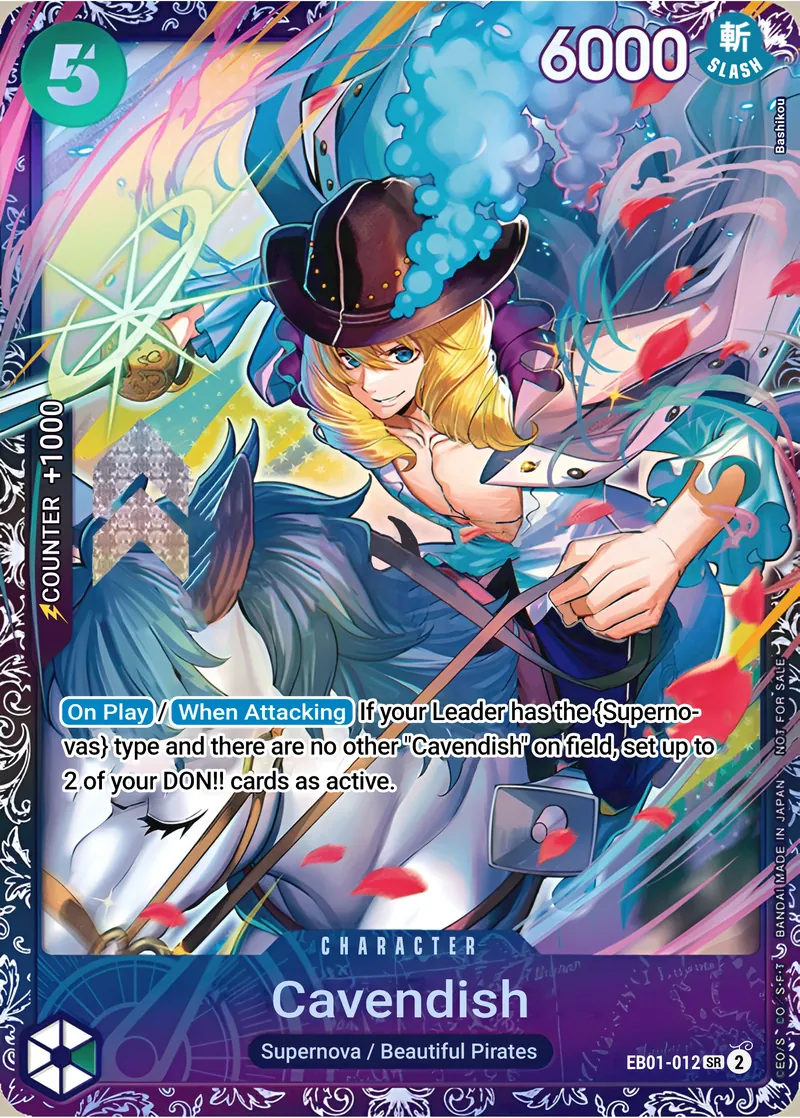 5
6000
斬
SLASH
Bashikou
COUNTER +1000
On Play / When Attacking If your Leader has the {Superno-
vas} type and there are no other "Cavendish" on field, set up to
2 of your DON!! cards as active.
CHARACTER
Cavendish
Supernova / Beautiful Pirates
EB01-012 SR 2
BANDAI MADE IN JAPAN NOT FOR SALE